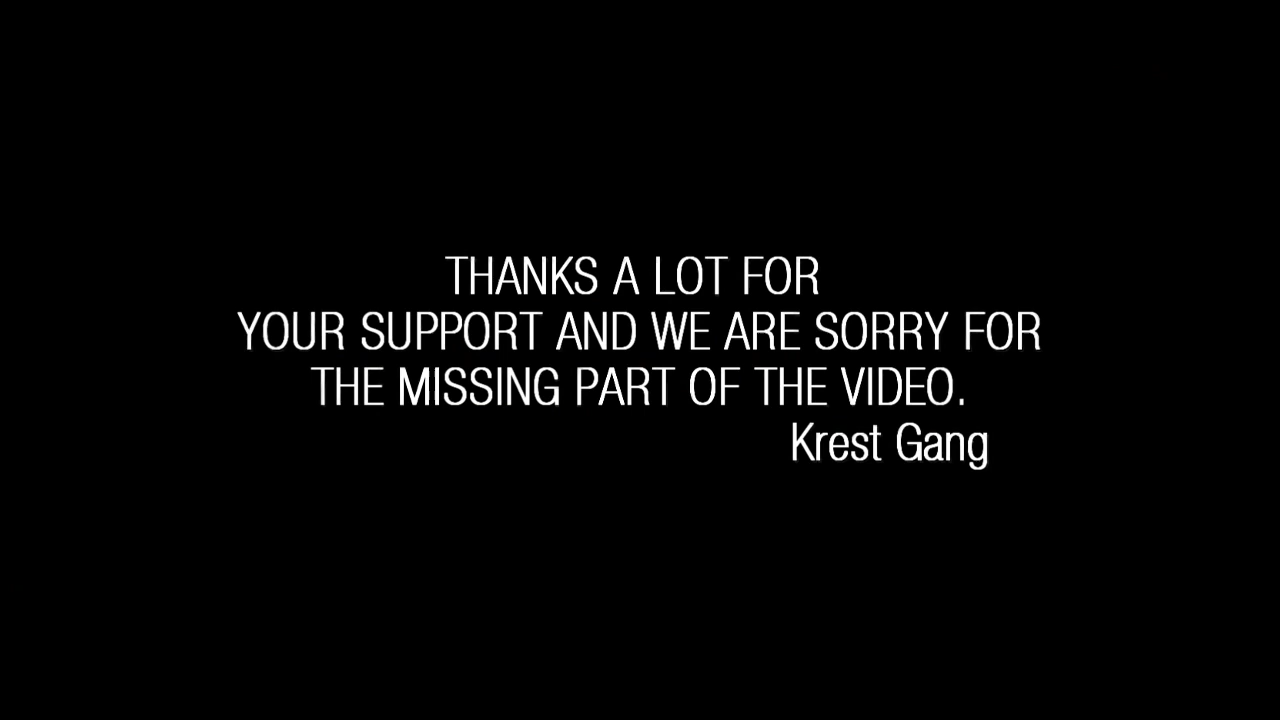 THANKS A LOT FOR
YOUR SUPPORT AND WE ARE SORRY FOR
THE MISSING PART OF THE VIDEO.
Krest Gang